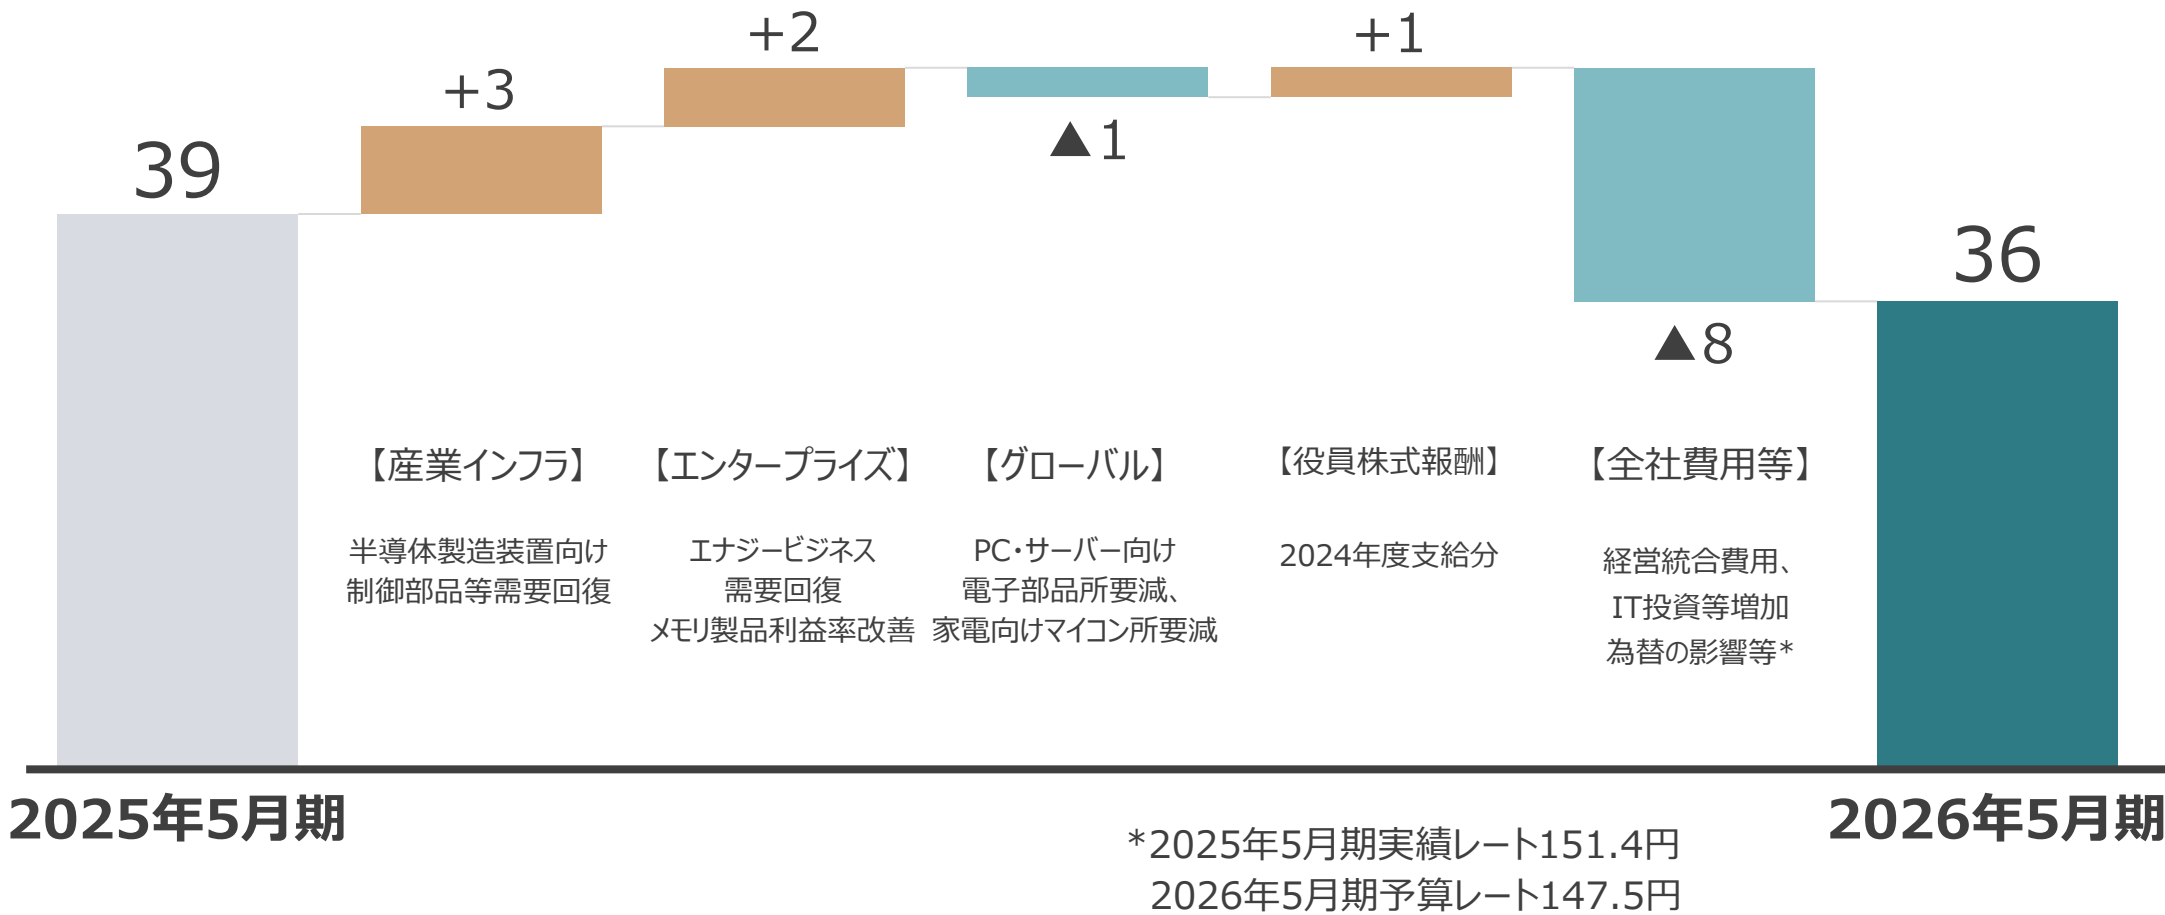 39
+3
+2
▲1
+1
▲8
36
【産業インフラ】
半導体製造装置向け
制御部品等需要回復
【エンタープライズ】
エナジービジネス
需要回復
メモリ製品利益率改善
【グローバル】
PC・サーバー向け
電子部品所要減、
家電向けマイコン所要減
【役員株式報酬】
2024年度支給分
【全社費用等】
経営統合費用、
IT投資等増加
為替の影響等*
2025年5月期
2026年5月期
*2025年5月期実績レート151.4円
2026年5月期予算レート147.5円